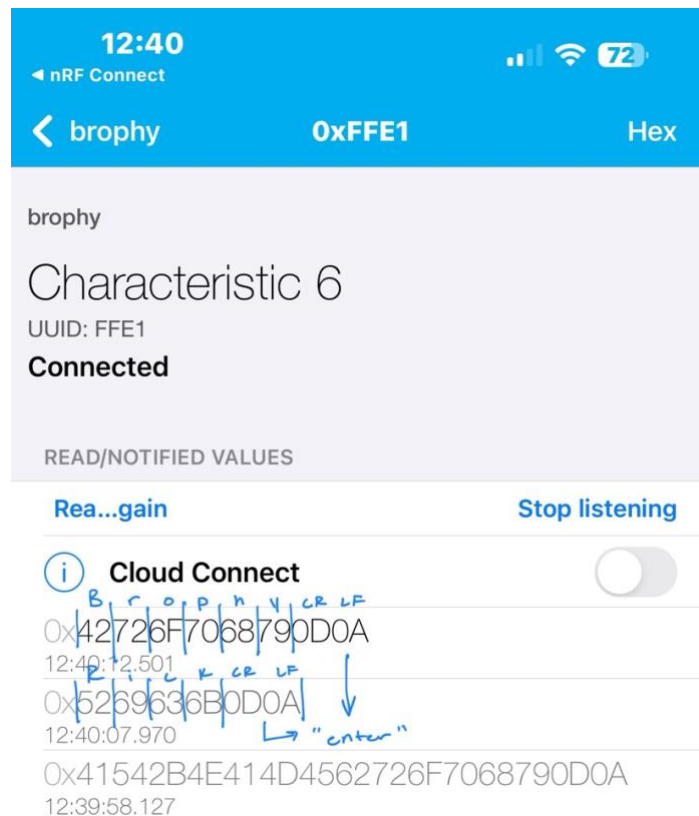 12:40
72
◀ nRF Connect
brophy
0xFFE1
Hex
brophy
Characteristic 6
UUID: FFE1
Connected
READ/NOTIFIED VALUES
Rea...gain
Stop listening
i Cloud Connect
B r o p h y CR LF
0x42726F7068790D0A
12:40:12.501
R i c k CR LF
0x5269636B0D0A
12:40:07.970
"enter"
0x41542B4E414D4562726F7068790D0A
12:39:58.127